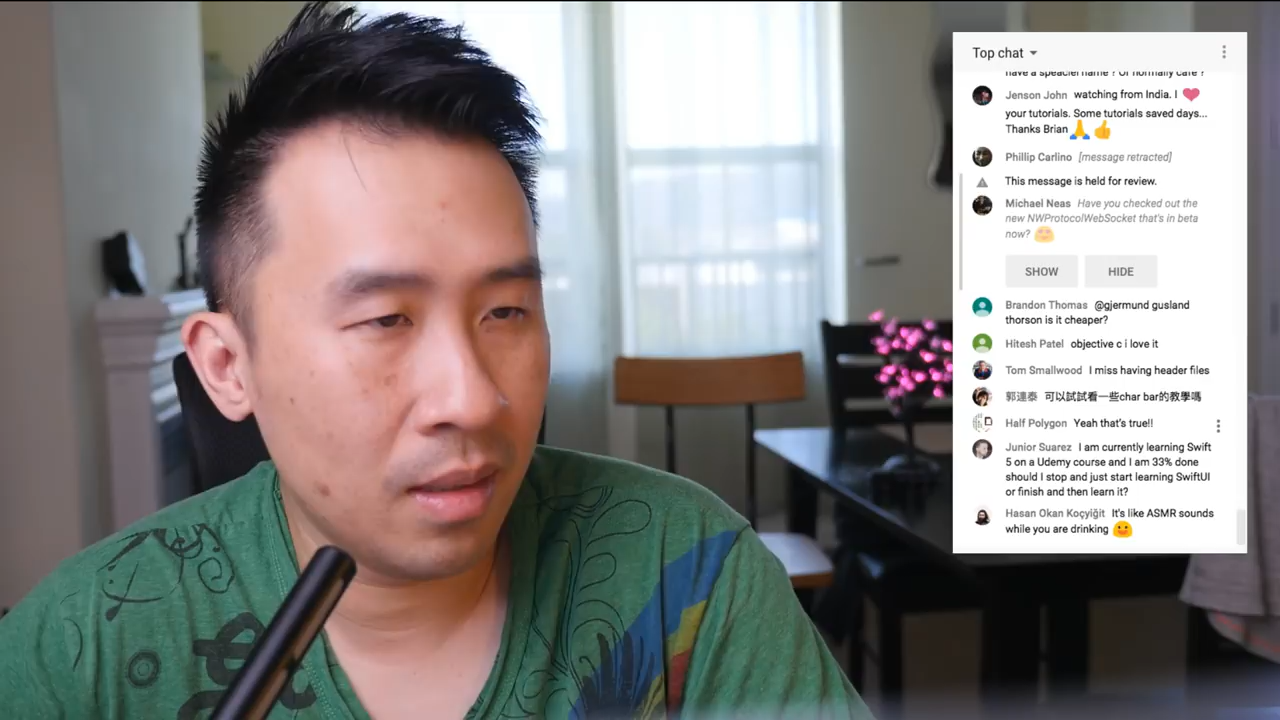 Top chat
have a speaciel name ? Or normally cafe ?
Jenson John watching from India. I
your tutorials. Some tutorials saved days...
Thanks Brian
Phillip Carlino [message retracted]
This message is held for review.
Michael Neas Have you checked out the
new NWProtocolWebSocket that's in beta
now?
SHOW HIDE
Brandon Thomas @gjermund gusland
thorson is it cheaper?
Hitesh Patel objective c i love it
Tom Smallwood I miss having header files
郭連泰 可以試試看一些char bar的教學嗎
Half Polygon Yeah that's true!!
Junior Suarez I am currently learning Swift
5 on a Udemy course and I am 33% done
should I stop and just start learning SwiftUI
or finish and then learn it?
Hasan Okan Koçyiğit It's like ASMR sounds
while you are drinking